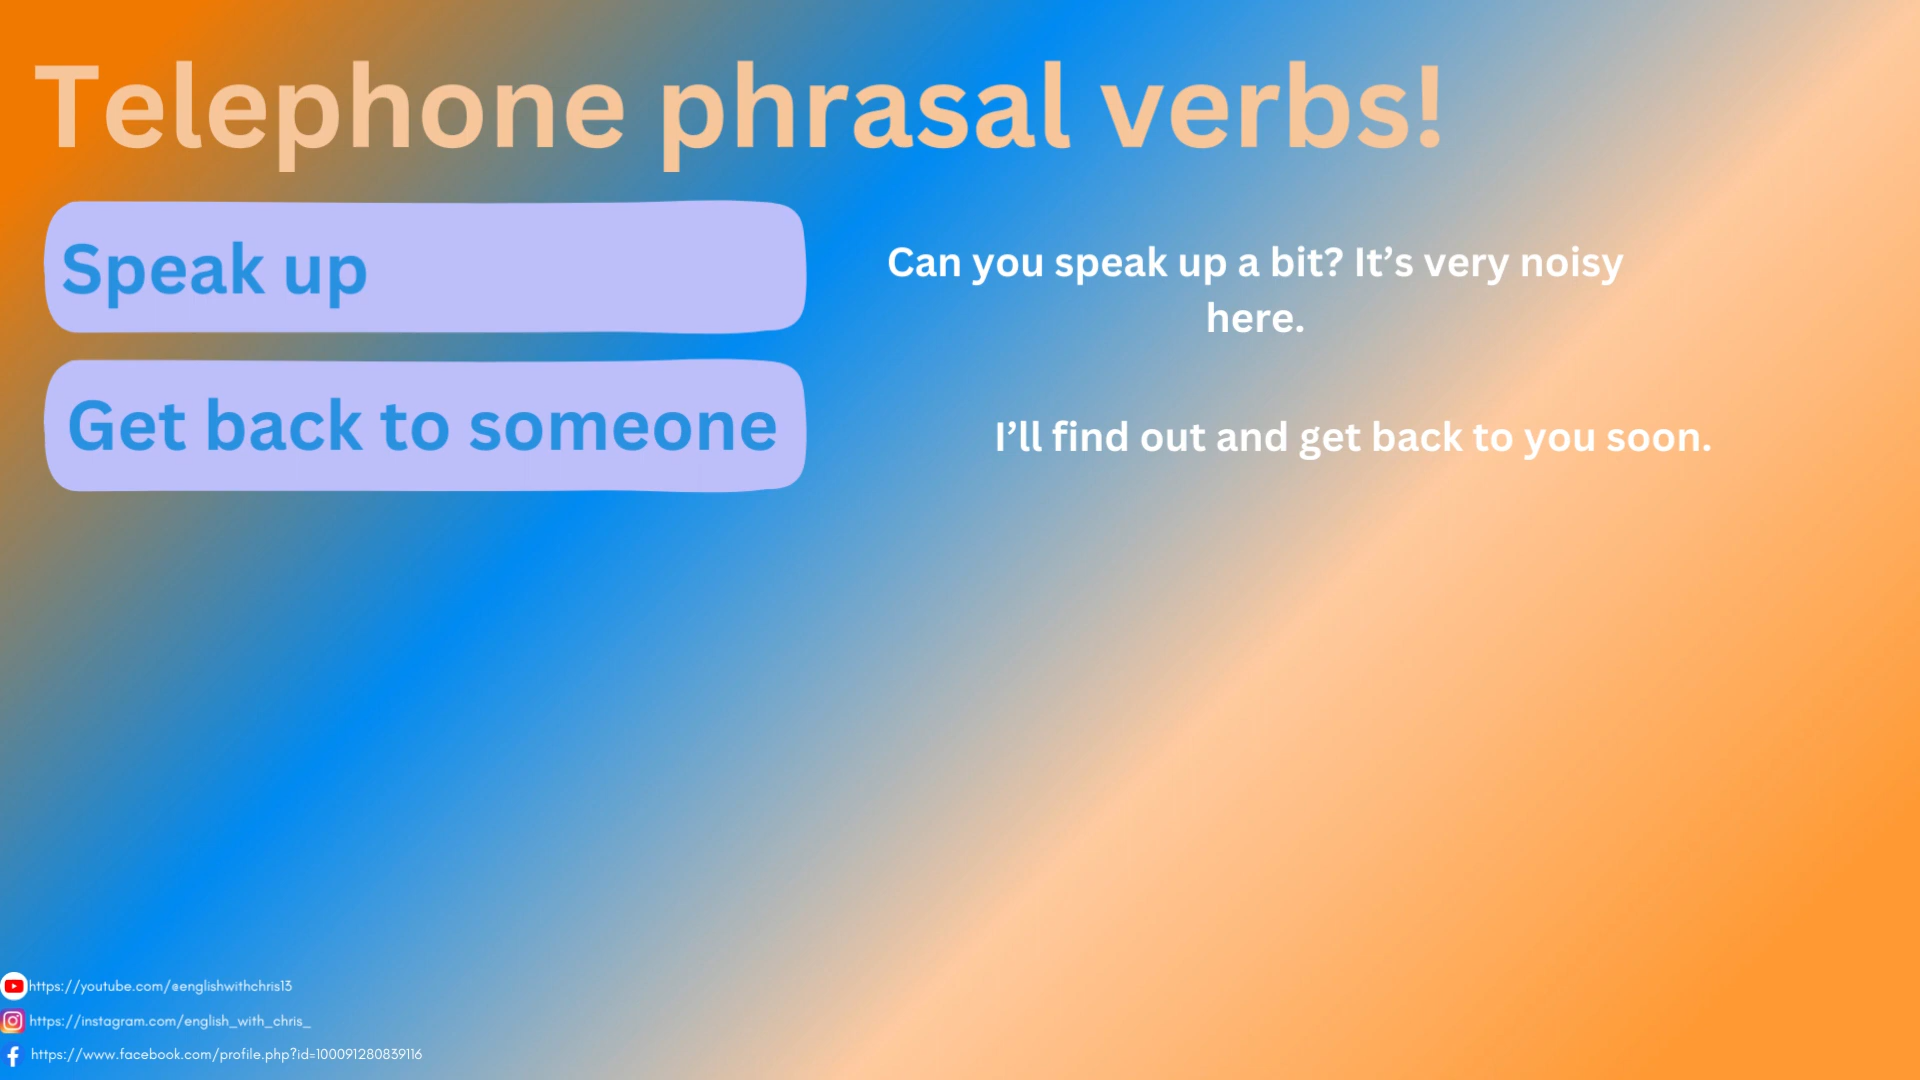 Telephone phrasal verbs!
Speak up
Can you speak up a bit? It’s very noisy
here.
Get back to someone
I’ll find out and get back to you soon.
https://youtube.com/@englishwithchris13
https://instagram.com/english_with_chris_
https://www.facebook.com/profile.php?id=100091280839116